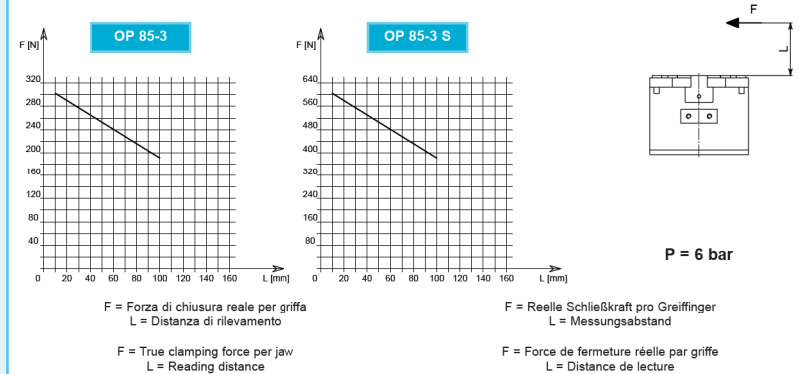 OP 85-3
F [N]
320
280
240
200
160
120
80
40
0 20 40 60 80 100 120 140 160 L [mm]
OP 85-3 S
F [N]
640
560
480
400
320
240
160
80
0 20 40 60 80 100 120 140 160 L [mm]
F
L
P = 6 bar
F = Forza di chiusura reale per griffa
L = Distanza di rilevamento
F = Reelle Schließkraft pro Greiffinger
L = Messungsabstand
F = True clamping force per jaw
L = Reading distance
F = Force de fermeture réelle par griffe
L = Distance de lecture